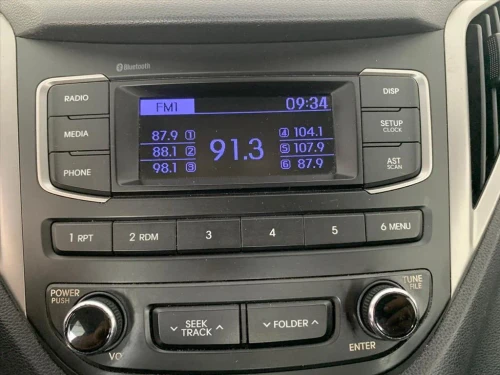 Bluetooth
RADIO
MEDIA
PHONE
FM1 09:34
87.9 1
88.1 2
98.1 3
91.3
4 104.1
5 107.9
6 87.9
DISP
SETUP
CLOCK
AST
SCAN
1 RPT 2 RDM 3 4 5 6 MENU
POWER
PUSH
VO
∨ SEEK ∧
TRACK
∨ FOLDER ∧
TUNE
FILE
ENTER